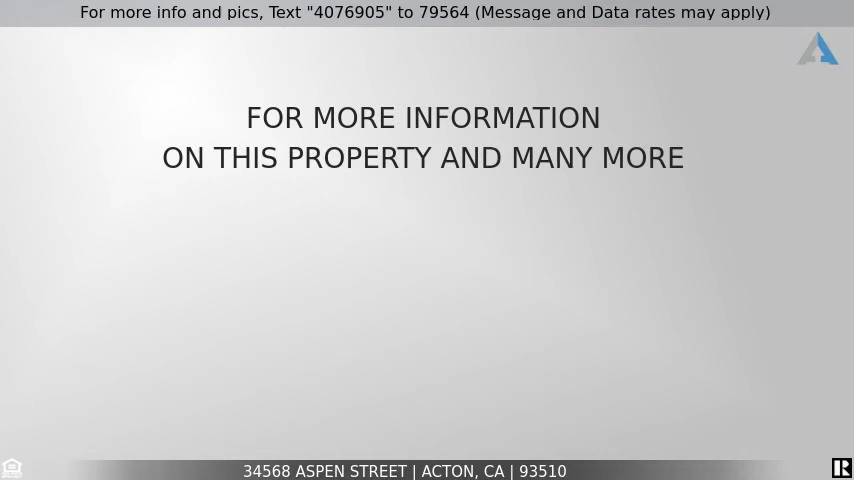 For more info and pics, Text "4076905" to 79564 (Message and Data rates may apply)
FOR MORE INFORMATION
ON THIS PROPERTY AND MANY MORE
34568 ASPEN STREET | ACTON, CA | 93510